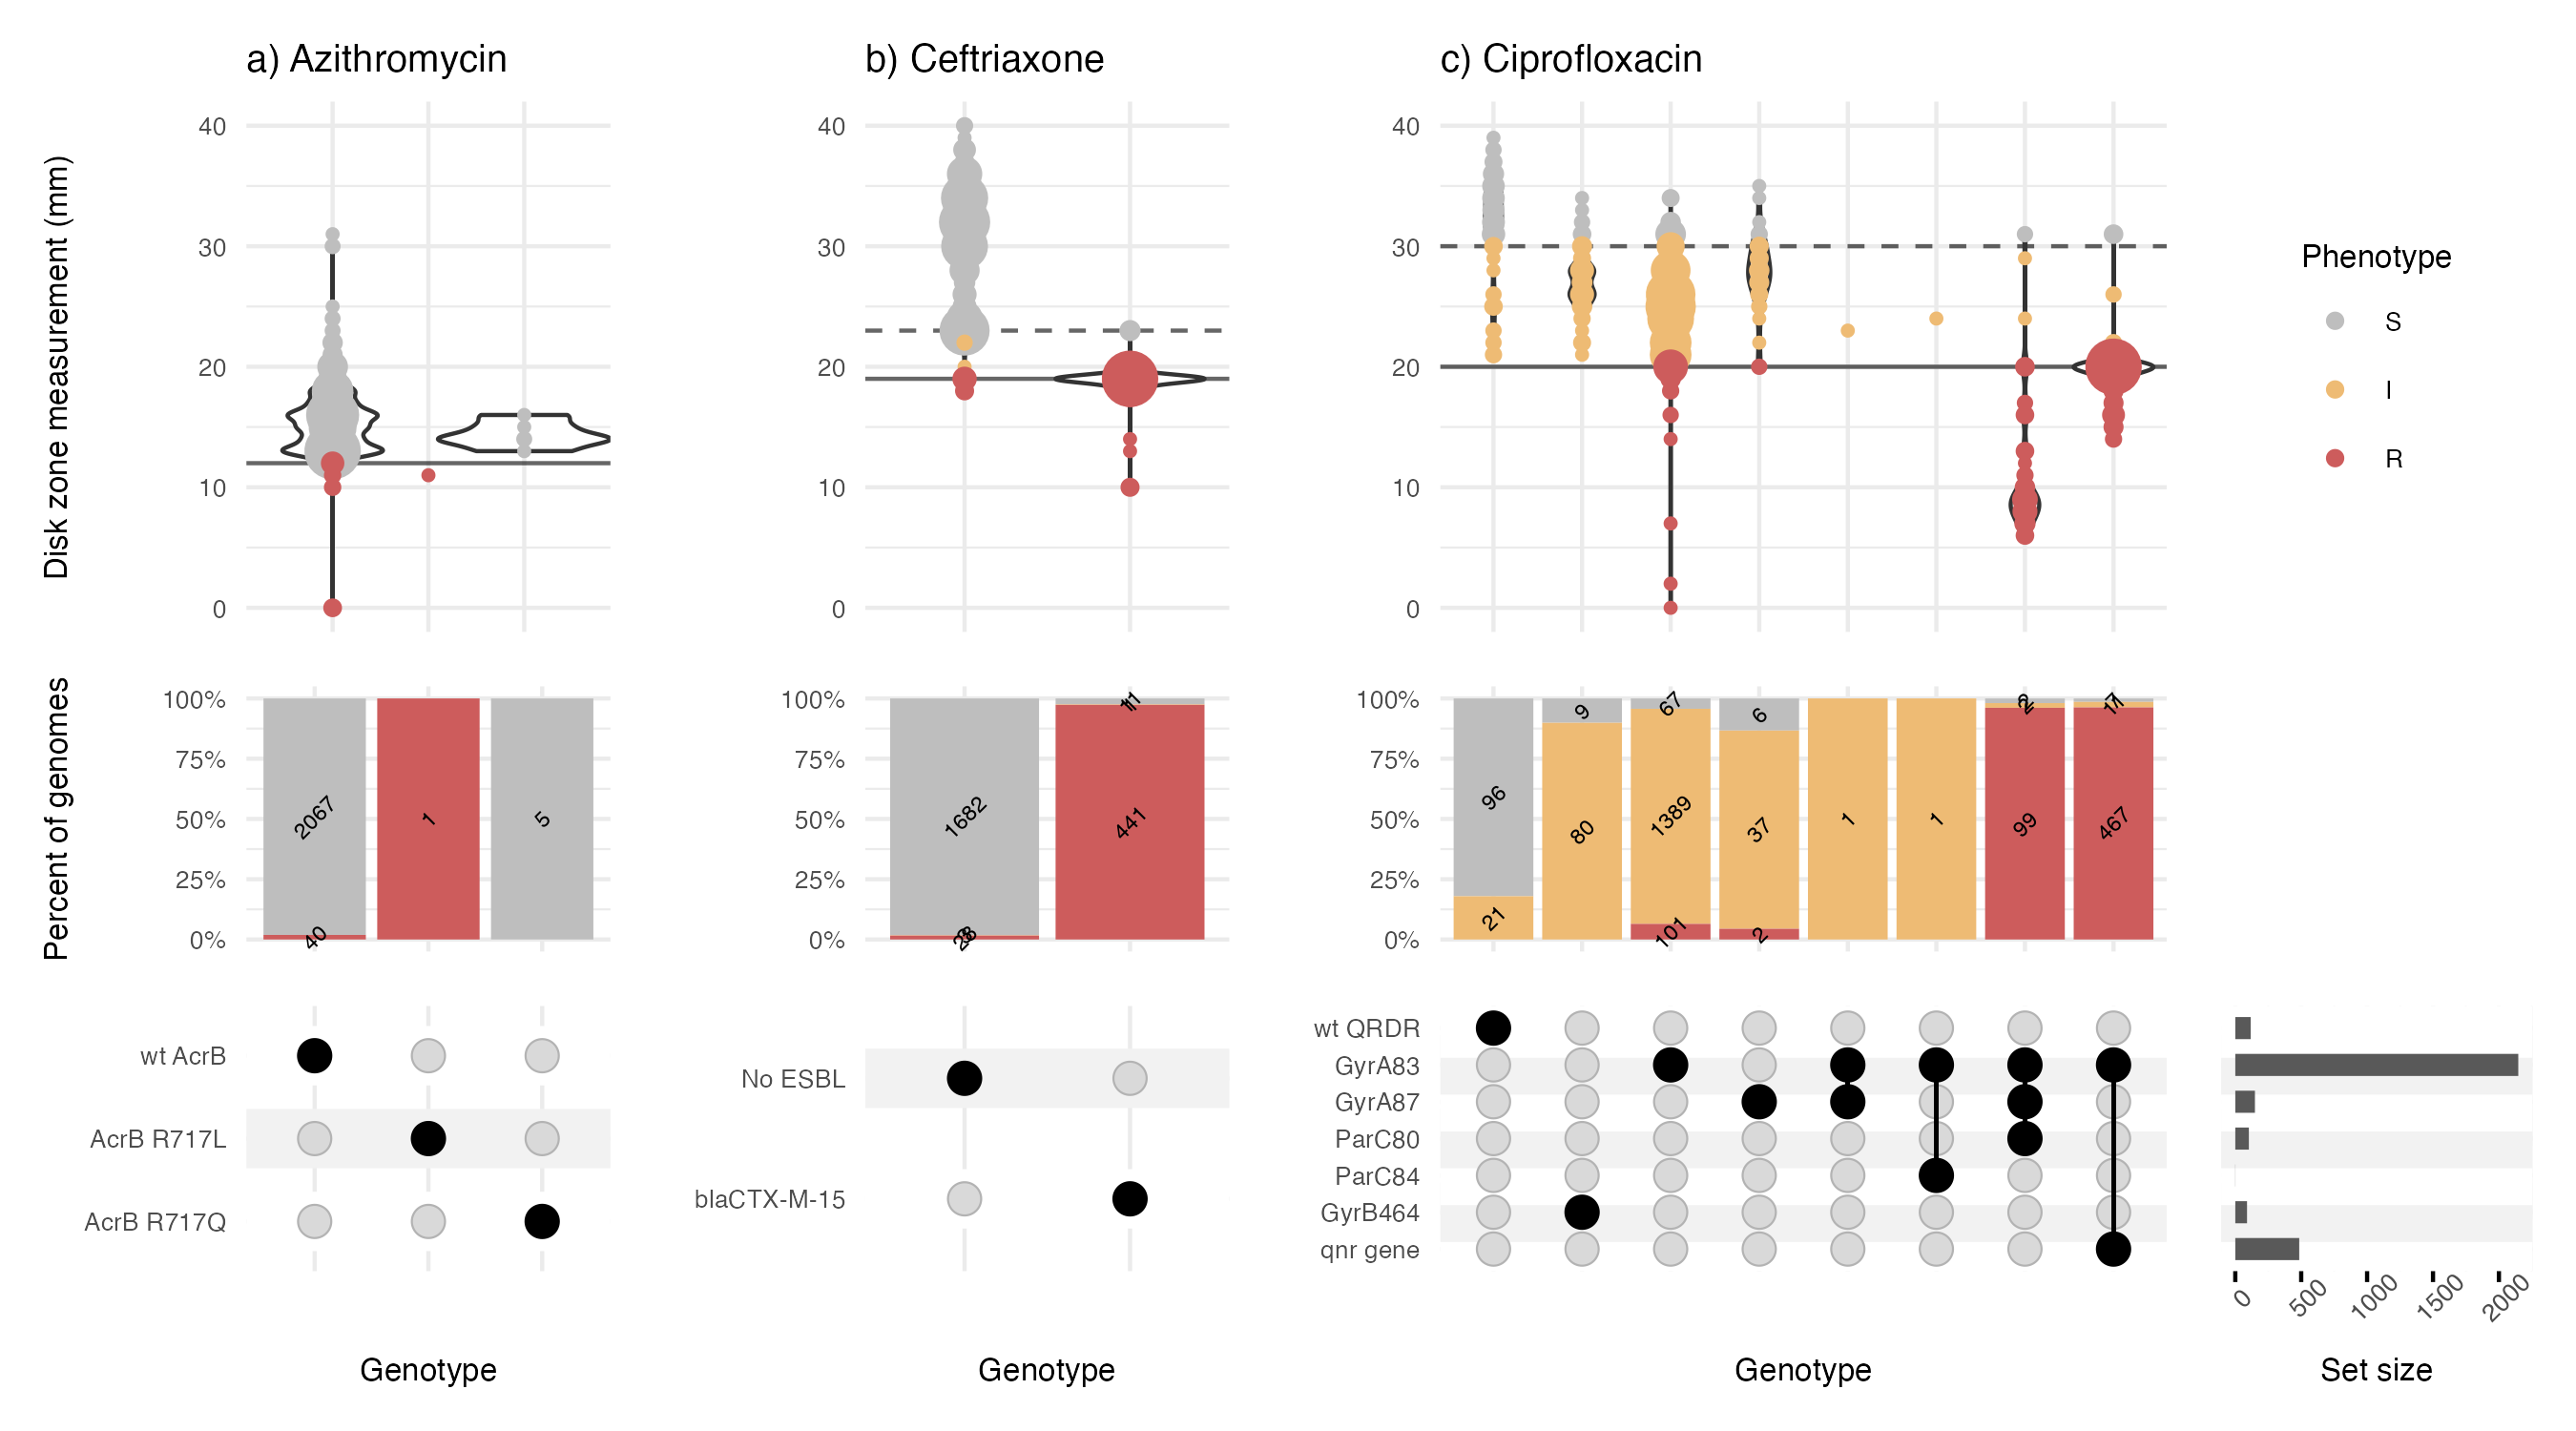 a) Azithromycin
b) Ceftriaxone
c) Ciprofloxacin
Disk zone measurement (mm)
40
30
20
10
0
40
30
20
10
0
40
30
20
10
0
Phenotype
S
I
R
Percent of genomes
100%
75%
50%
25%
0%
2067
40
1
5
100%
75%
50%
25%
0%
1682
441
100%
75%
50%
25%
0%
96
21
9
80
67
1389
101
6
37
2
1
1
2
99
467
wt AcrB
AcrB R717L
AcrB R717Q
Genotype
No ESBL
blaCTX-M-15
Genotype
wt QRDR
GyrA83
GyrA87
ParC80
ParC84
GyrB464
qnr gene
Genotype
0
500
1000
1500
2000
Set size